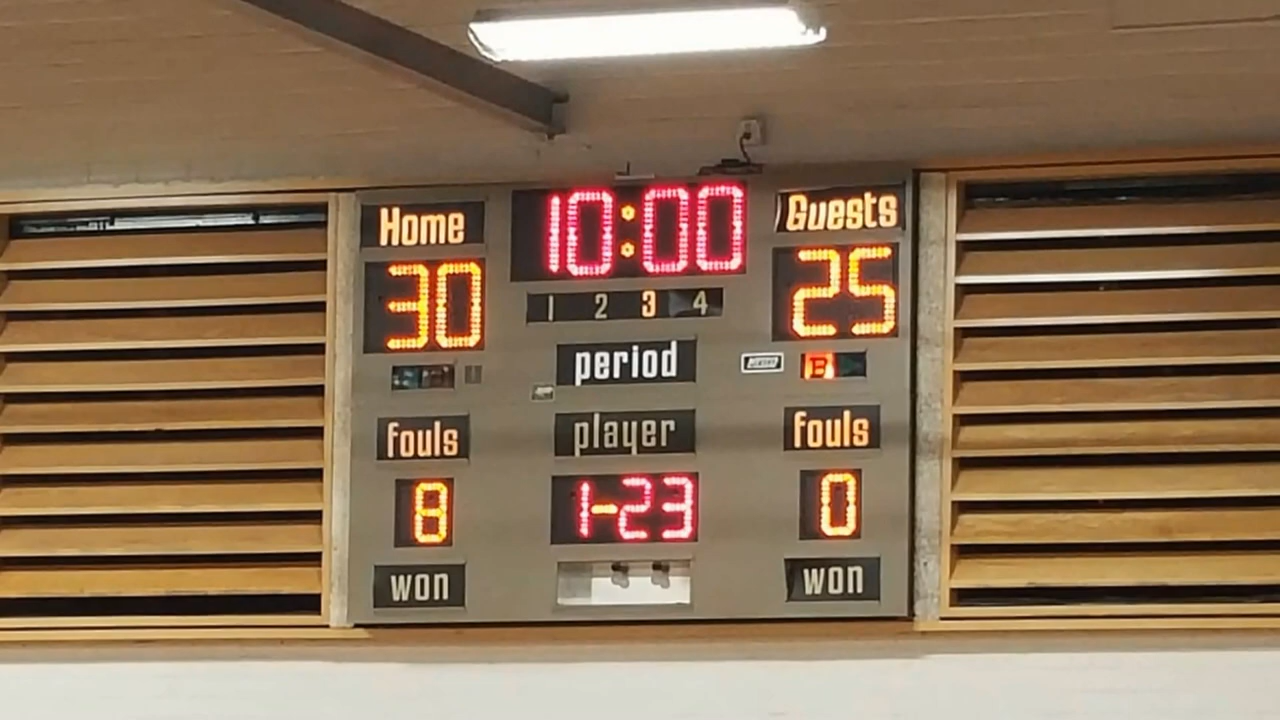 Home 10:00 Guests
30 25
1 2 3 4
period
B
fouls player fouls
8 1-23 0
won won